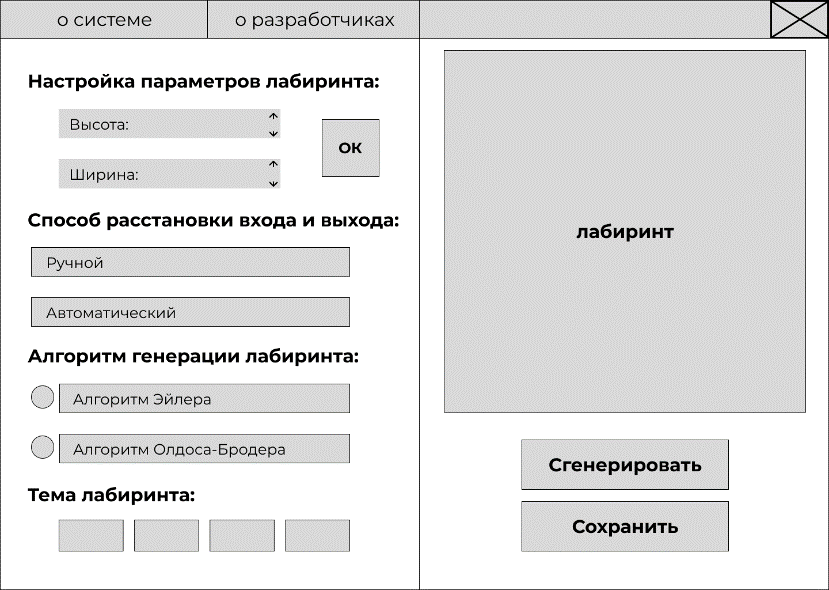 о системе
о разработчиках
Настройка параметров лабиринта:
Высота:
ОК
Ширина:
Способ расстановки входа и выхода:
Ручной
Автоматический
Алгоритм генерации лабиринта:
Алгоритм Эйлера
Алгоритм Олдоса-Бродера
Тема лабиринта:
лабиринт
Сгенерировать
Сохранить